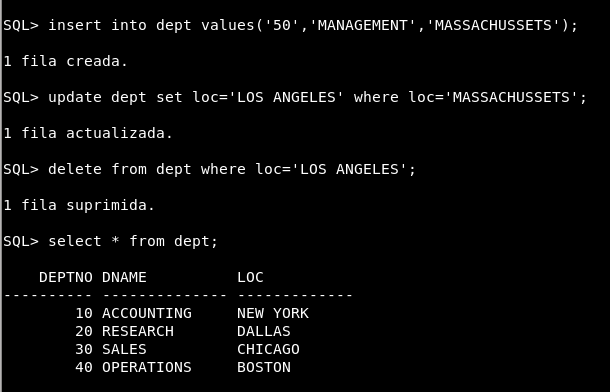 SQL> insert into dept values('50','MANAGEMENT','MASSACHUSSETS');
1 fila creada.
SQL> update dept set loc='LOS ANGELES' where loc='MASSACHUSSETS';
1 fila actualizada.
SQL> delete from dept where loc='LOS ANGELES';
1 fila suprimida.
SQL> select * from dept;
    DEPTNO DNAME          LOC
---------- -------------- -------------
        10 ACCOUNTING     NEW YORK
        20 RESEARCH       DALLAS
        30 SALES          CHICAGO
        40 OPERATIONS     BOSTON